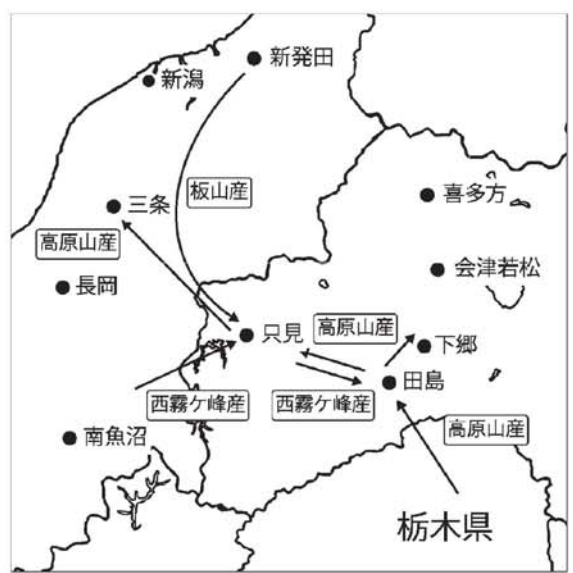 新発田
新潟
板山産
三条
喜多方
高原山産
会津若松
長岡
只見
高原山産
下郷
田島
西霧ケ峰産
西霧ケ峰産
南魚沼
高原山産
栃木県